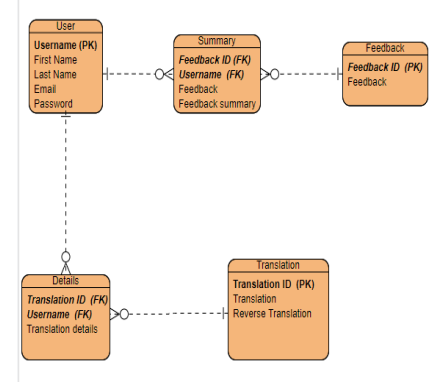 User
Username (PK)
First Name
Last Name
Email
Password
Summary
Feedback ID (FK)
Username (FK)
Feedback
Feedback summary
Feedback
Feedback ID (PK)
Feedback
Details
Translation ID (FK)
Username (FK)
Translation details
Translation
Translation ID (PK)
Translation
Reverse Translation